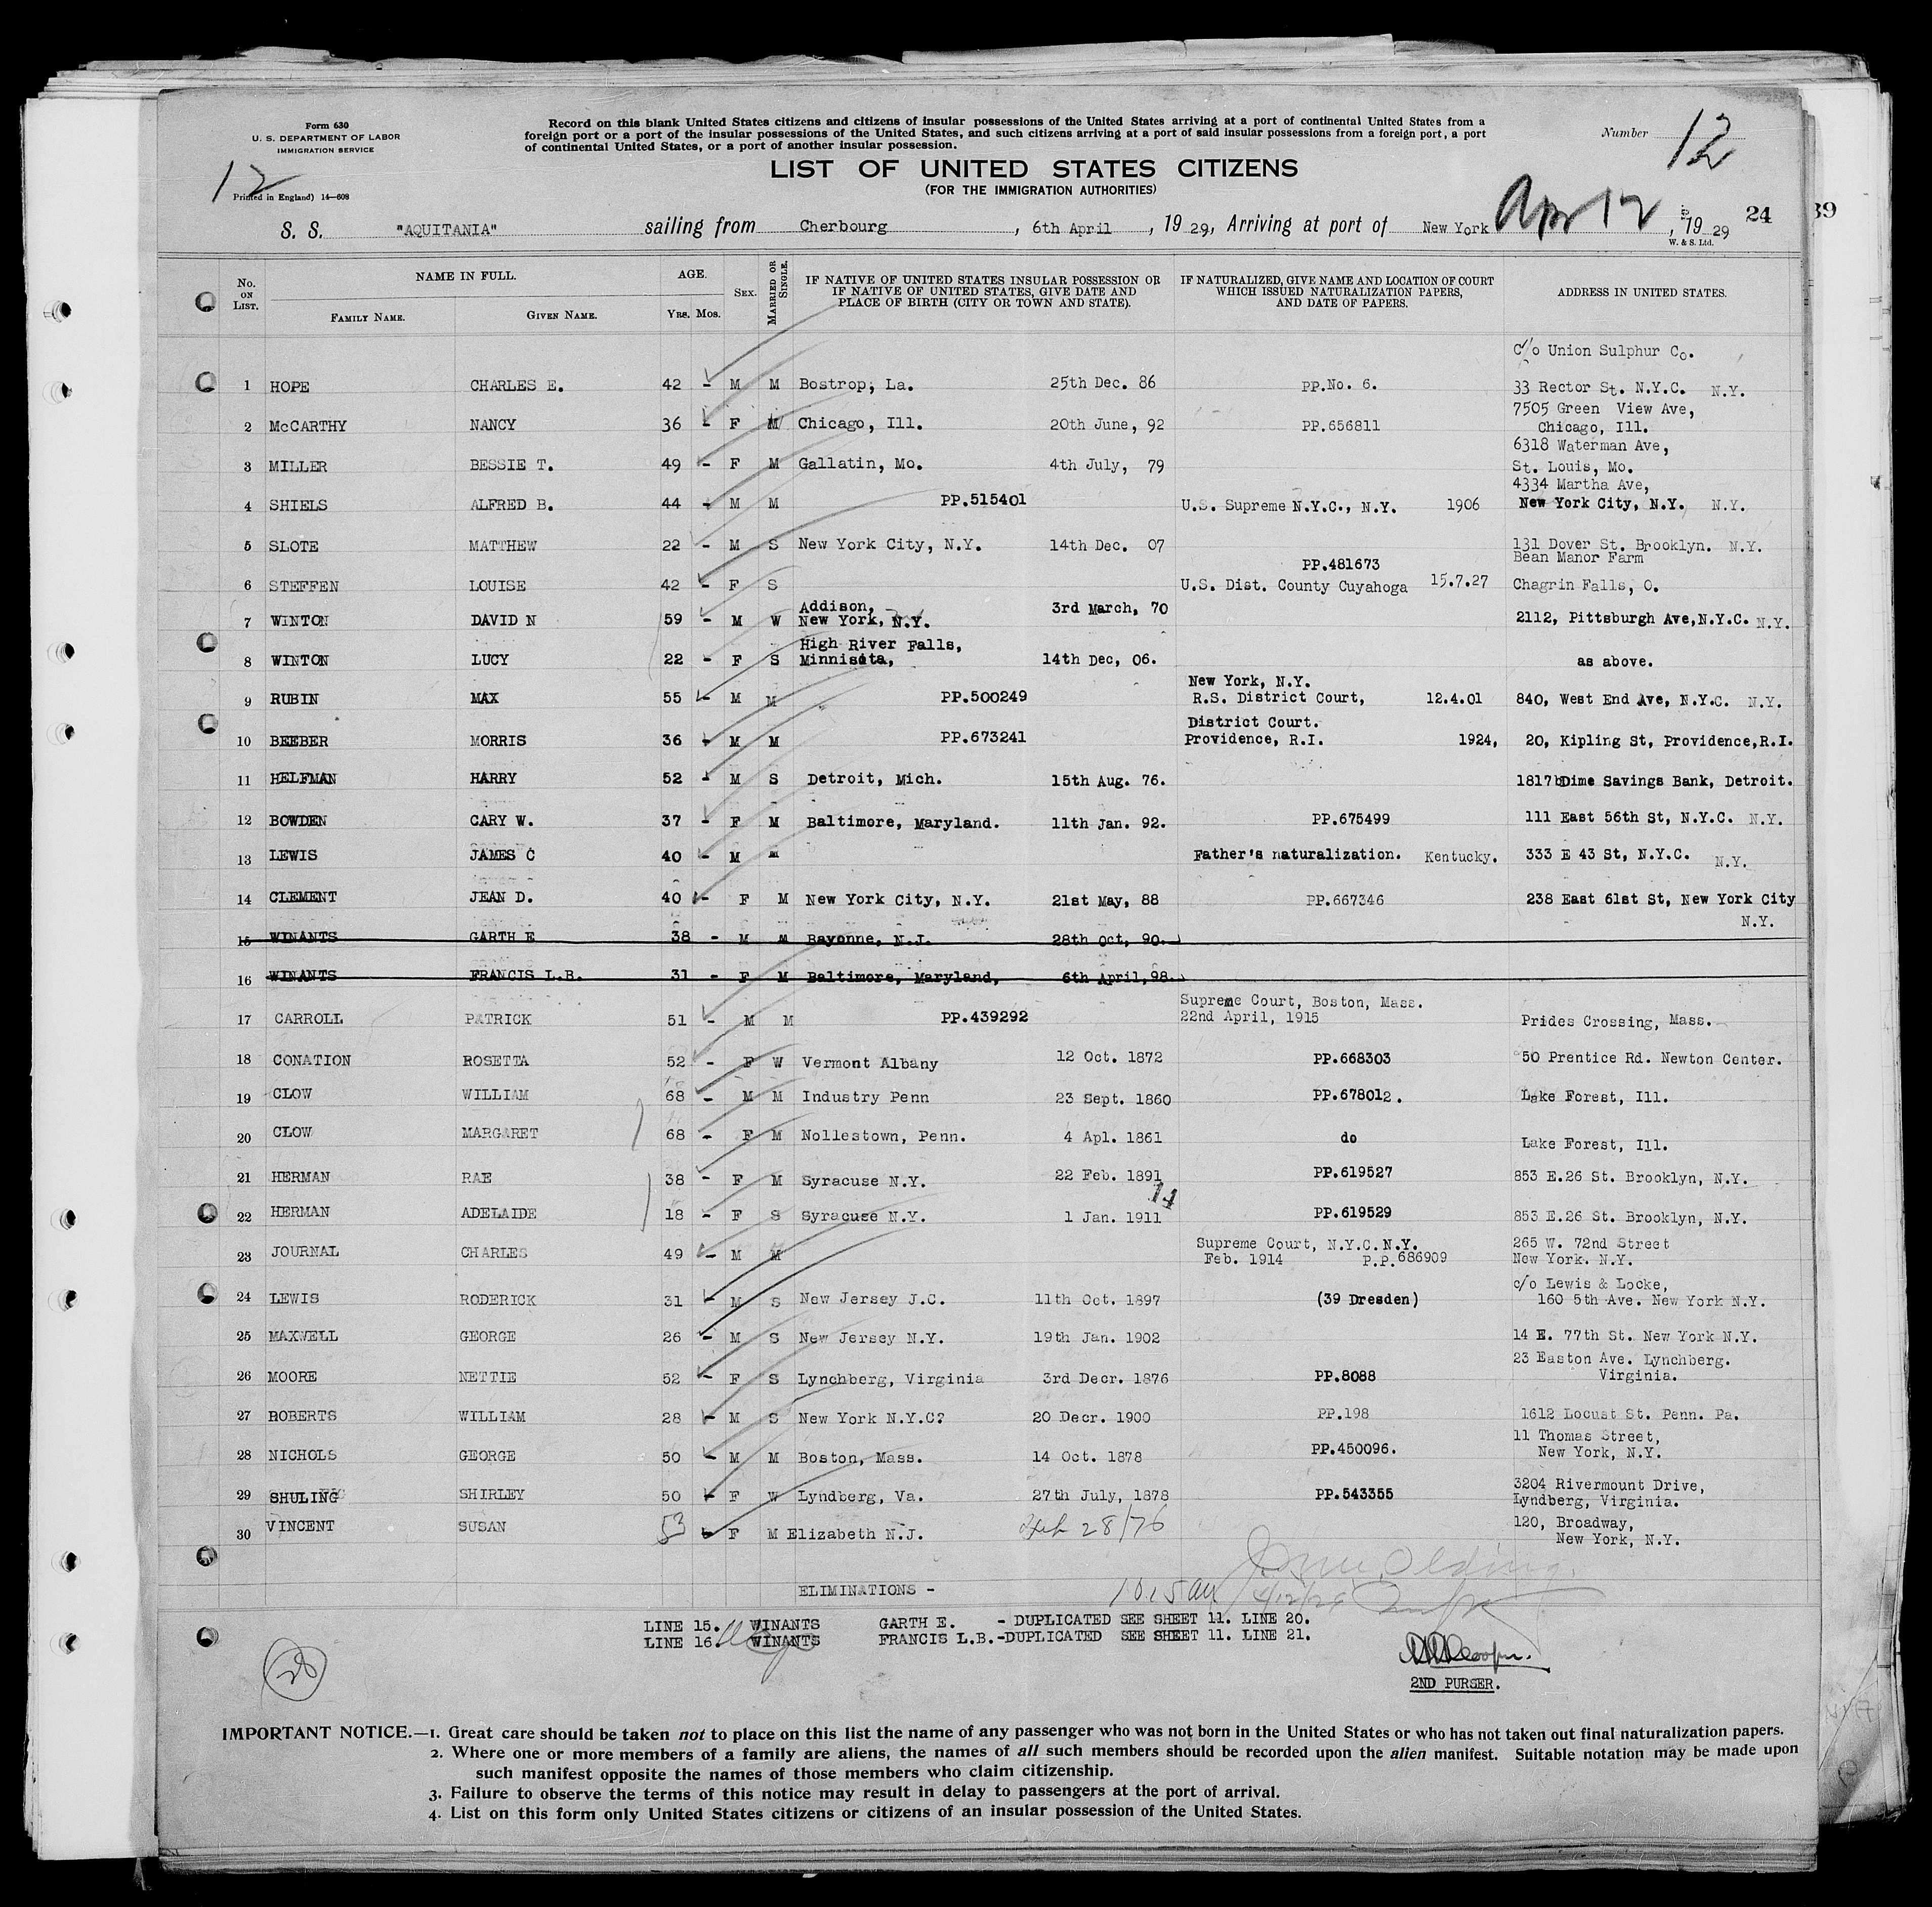 Form 630
U. S. DEPARTMENT OF LABOR
IMMIGRATION SERVICE
12
Printed in England) 14—608
Record on this blank United States citizens and citizens of insular possessions of the United States arriving at a port of continental United States from a
foreign port or a port of the insular possessions of the United States, and such citizens arriving at a port of said insular possessions from a foreign port, a port
of continental United States, or a port of another insular possession.
Number 12
LIST OF UNITED STATES CITIZENS
(FOR THE IMMIGRATION AUTHORITIES)
S. S. "AQUITANIA" sailing from Cherbourg, 6th April, 19 29, Arriving at port of New York Apr 12, 19 29
24
39
W. & S. Ltd.
No. ON LIST.
NAME IN FULL.
FAMILY NAME. GIVEN NAME.
AGE.
Yrs. Mos.
SEX.
MARRIED OR SINGLE.
IF NATIVE OF UNITED STATES INSULAR POSSESSION OR
IF NATIVE OF UNITED STATES, GIVE DATE AND
PLACE OF BIRTH (CITY OR TOWN AND STATE).
IF NATURALIZED, GIVE NAME AND LOCATION OF COURT
WHICH ISSUED NATURALIZATION PAPERS,
AND DATE OF PAPERS.
ADDRESS IN UNITED STATES.
c/o Union Sulphur Co.
1 HOPE CHARLES E. 42 - M M Bostrop, La. 25th Dec. 86 PP.No. 6. 33 Rector St. N.Y.C. N.Y.
7505 Green View Ave,
2 McCARTHY NANCY 36 - F M Chicago, Ill. 20th June, 92 PP.656811 Chicago, Ill.
6318 Waterman Ave,
3 MILLER BESSIE T. 49 - F M Gallatin, Mo. 4th July, 79 St. Louis, Mo.
4334 Martha Ave,
4 SHIELS ALFRED B. 44 - M M PP.515401 U.S. Supreme N.Y.C., N.Y. 1906 New York City, N.Y. N.Y.
5 SLOTE MATTHEW 22 - M S New York City, N.Y. 14th Dec. 07 131 Dover St. Brooklyn. N.Y.
PP.481673 Bean Manor Farm
6 STEFFEN LOUISE 42 - F S U.S. Dist. County Cuyahoga 15.7.27 Chagrin Falls, O.
Addison, 3rd March, 70
7 WINTON DAVID N 59 - M W New York, N.Y. 2112, Pittsburgh Ave,N.Y.C. N.Y.
High River Falls,
8 WINTON LUCY 22 - F S Minnisota, 14th Dec, 06. as above.
New York, N.Y.
9 RUBIN MAX 55 - M M PP.500249 R.S. District Court, 12.4.01 840, West End Ave, N.Y.C. N.Y.
District Court.
10 BEEBER MORRIS 36 - M M PP.673241 Providence, R.I. 1924, 20, Kipling St, Providence,R.I.
11 HELFMAN HARRY 52 - M S Detroit, Mich. 15th Aug. 76. 1817 Dime Savings Bank, Detroit.
12 BOWDEN CARY W. 37 - F M Baltimore, Maryland. 11th Jan. 92. PP.675499 111 East 56th St, N.Y.C. N.Y.
13 LEWIS JAMES C 40 - M M Father's naturalization. Kentucky. 333 E 43 St, N.Y.C. N.Y.
14 CLEMENT JEAN D. 40 - F M New York City, N.Y. 21st May, 88 PP.667346 238 East 61st St, New York City
N.Y.
15 WINANTS GARTH E 38 - M M Bayonne, N.J. 28th Oct, 90.
16 WINANTS FRANCIS L.B. 31 - F M Baltimore, Maryland, 6th April,98.
Supreme Court, Boston, Mass.
17 CARROLL PATRICK 51 - M M PP.439292 22nd April, 1915 Prides Crossing, Mass.
18 CONATION ROSETTA 52 - F W Vermont Albany 12 Oct. 1872 PP.668303 50 Prentice Rd. Newton Center.
19 CLOW WILLIAM 68 - M M Industry Penn 23 Sept. 1860 PP.678012. Lake Forest, Ill.
20 CLOW MARGARET 68 - F M Nollestown, Penn. 4 Apl. 1861 do Lake Forest, Ill.
21 HERMAN RAE 38 - F M Syracuse N.Y. 22 Feb. 1891 PP.619527 853 E.26 St. Brooklyn, N.Y.
11
22 HERMAN ADELAIDE 18 - F S Syracuse N.Y. 1 Jan. 1911 PP.619529 853 E.26 St. Brooklyn, N.Y.
Supreme Court, N.Y.C.N.Y. 265 W. 72nd Street
23 JOURNAL CHARLES 49 - M M Feb. 1914 P.P.686909 New York. N.Y.
c/o Lewis & Locke,
24 LEWIS RODERICK 31 - M S New Jersey J.C. 11th Oct. 1897 (39 Dresden) 160 5th Ave. New York N.Y.
25 MAXWELL GEORGE 26 - M S New Jersey N.Y. 19th Jan. 1902 14 E. 77th St. New York N.Y.
23 Easton Ave. Lynchberg.
26 MOORE NETTIE 52 - F S Lynchberg, Virginia 3rd Decr. 1876 PP.8088 Virginia.
27 ROBERTS WILLIAM 28 - M S New York N.Y.C? 20 Decr. 1900 PP.198 1612 Locust St. Penn. Pa.
11 Thomas Street,
28 NICHOLS GEORGE 50 - M M Boston, Mass. 14 Oct. 1878 PP.450096. New York, N.Y.
3204 Rivermount Drive,
29 SHULING SHIRLEY 50 - F W Lyndberg, Va. 27th July, 1878 PP.543355 Lyndberg, Virginia.
30 VINCENT SUSAN 53 - F M Elizabeth N.J. Feb 28/76 120, Broadway,
New York, N.Y.
ELIMINATIONS - 10.15 am 4/12/29
LINE 15. WINANTS GARTH E. - DUPLICATED SEE SHEET 11. LINE 20.
LINE 16. WINANTS FRANCIS L.B.-DUPLICATED SEE SHEET 11. LINE 21.
28
2ND PURSER.
IMPORTANT NOTICE.—1. Great care should be taken not to place on this list the name of any passenger who was not born in the United States or who has not taken out final naturalization papers.
2. Where one or more members of a family are aliens, the names of all such members should be recorded upon the alien manifest. Suitable notation may be made upon
such manifest opposite the names of those members who claim citizenship.
3. Failure to observe the terms of this notice may result in delay to passengers at the port of arrival.
4. List on this form only United States citizens or citizens of an insular possession of the United States.